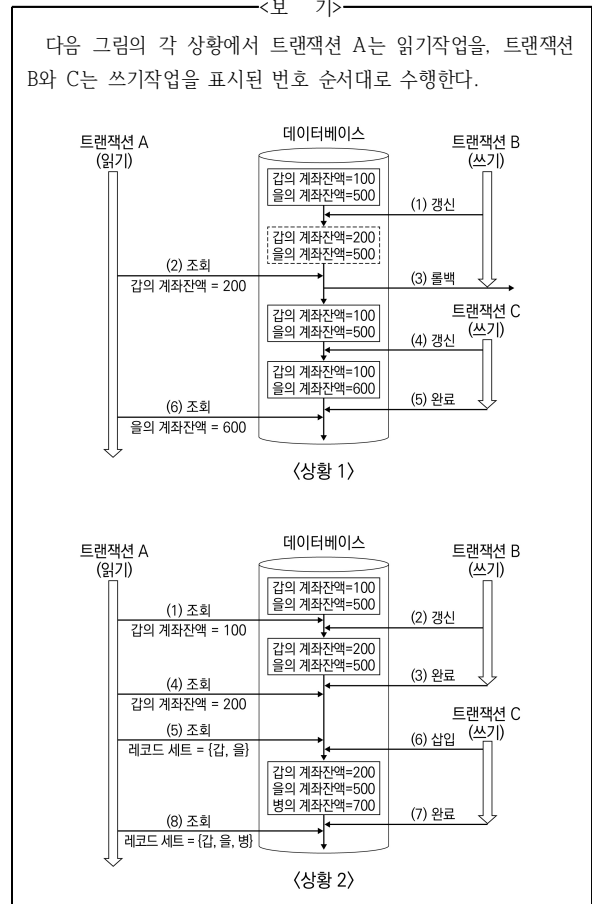 <보 기>
다음 그림의 각 상황에서 트랜잭션 A는 읽기작업을, 트랜잭션
B와 C는 쓰기작업을 표시된 번호 순서대로 수행한다.
트랜잭션 A
(읽기)
데이터베이스
트랜잭션 B
(쓰기)
갑의 계좌잔액=100
을의 계좌잔액=500
(1) 갱신
갑의 계좌잔액=200
을의 계좌잔액=500
(2) 조회
갑의 계좌잔액 = 200
(3) 롤백
갑의 계좌잔액=100
을의 계좌잔액=500
트랜잭션 C
(쓰기)
(4) 갱신
갑의 계좌잔액=100
을의 계좌잔액=600
(5) 완료
(6) 조회
을의 계좌잔액 = 600
〈상황 1〉
트랜잭션 A
(읽기)
데이터베이스
트랜잭션 B
(쓰기)
갑의 계좌잔액=100
을의 계좌잔액=500
(1) 조회
갑의 계좌잔액 = 100
(2) 갱신
갑의 계좌잔액=200
을의 계좌잔액=500
(3) 완료
(4) 조회
갑의 계좌잔액 = 200
트랜잭션 C
(쓰기)
(5) 조회
레코드 세트 = {갑, 을}
(6) 삽입
갑의 계좌잔액=200
을의 계좌잔액=500
병의 계좌잔액=700
(7) 완료
(8) 조회
레코드 세트 = {갑, 을, 병}
〈상황 2〉